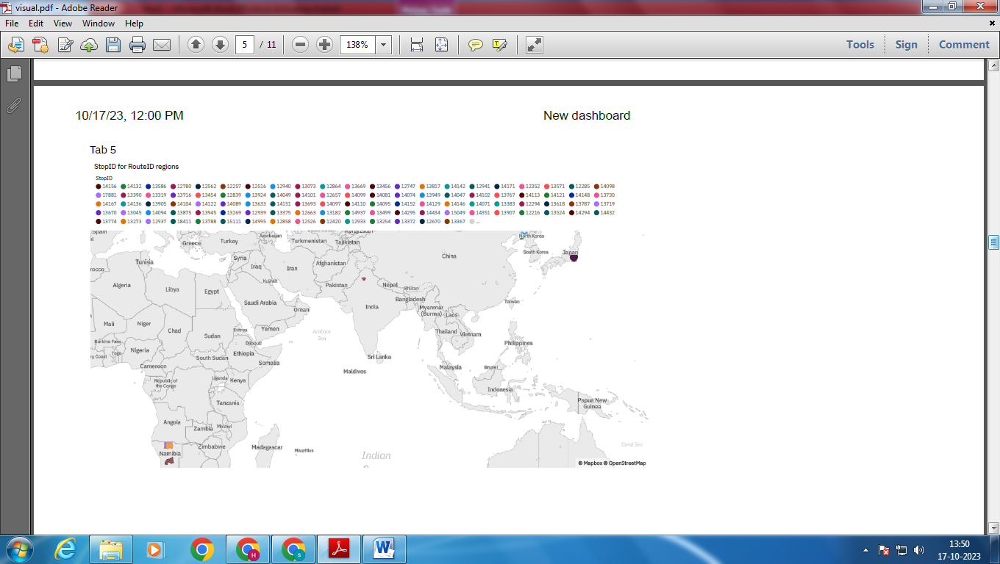 visual.pdf - Adobe Reader
File Edit View Window Help
5 / 11 138% Tools Sign Comment
10/17/23, 12:00 PM New dashboard
Tab 5
StopID for RouteID regions
StopID
14156 14132 13586 12780 12562 12257 12516 12940 13073 12864 13669 13456 12747 13817 14142 12941 14171 12352 13571 12285 14098
17881 13390 13319 13716 13454 12839 13924 14049 14101 12657 14099 14081 14074 13949 14047 14102 13767 14113 14121 14148 13730
14167 14136 13905 14104 14122 14089 13633 14151 13693 14097 14110 14095 14152 14129 14146 14071 13383 12294 13618 13787 13719
13670 13045 14094 13875 13945 13269 12939 13375 12663 13182 14937 13499 14295 14434 15049 14351 13907 12216 13524 14294 14432
13774 13273 12937 18411 13788 15111 14995 12858 12526 12420 12933 13254 13372 12670 13367 ...
Spain
Greece Turkey Azerbaijan Turkmenistan Tajikistan North Korea
Tunisia Syria Iraq Iran Afghanistan China South Korea Japan
rocco Algeria Libya Egypt Kuwait Pakistan Nepal Bhutan
Saudi Arabia Oman India Bangladesh Myanmar (Burma) Laos Taiwan
Mali Niger Chad Sudan Eritrea Yemen Arabian Sea Thailand Vietnam Philippines
Burkina Faso Togo Nigeria Djibouti Ethiopia South Sudan Somalia
ry Coast Cameroon Sri Lanka Maldives Malaysia Brunei
Republic of the Congo Uganda Kenya Indonesia
Tanzania Papua New Guinea
Angola Zambia Malawi
Namibia Zimbabwe Madagascar Mauritius Indian Coral Sea
© Mapbox © OpenStreetMap
13:50
17-10-2023